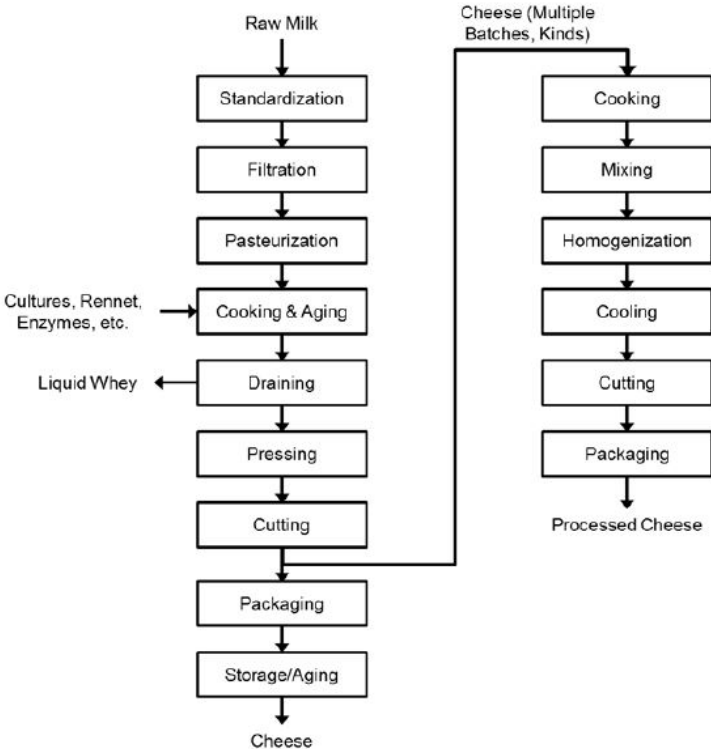 Raw Milk
Standardization
Filtration
Pasteurization
Cultures, Rennet,
Enzymes, etc.
Cooking & Aging
Liquid Whey
Draining
Pressing
Cutting
Packaging
Storage/Aging
Cheese
Cheese (Multiple
Batches, Kinds)
Cooking
Mixing
Homogenization
Cooling
Cutting
Packaging
Processed Cheese